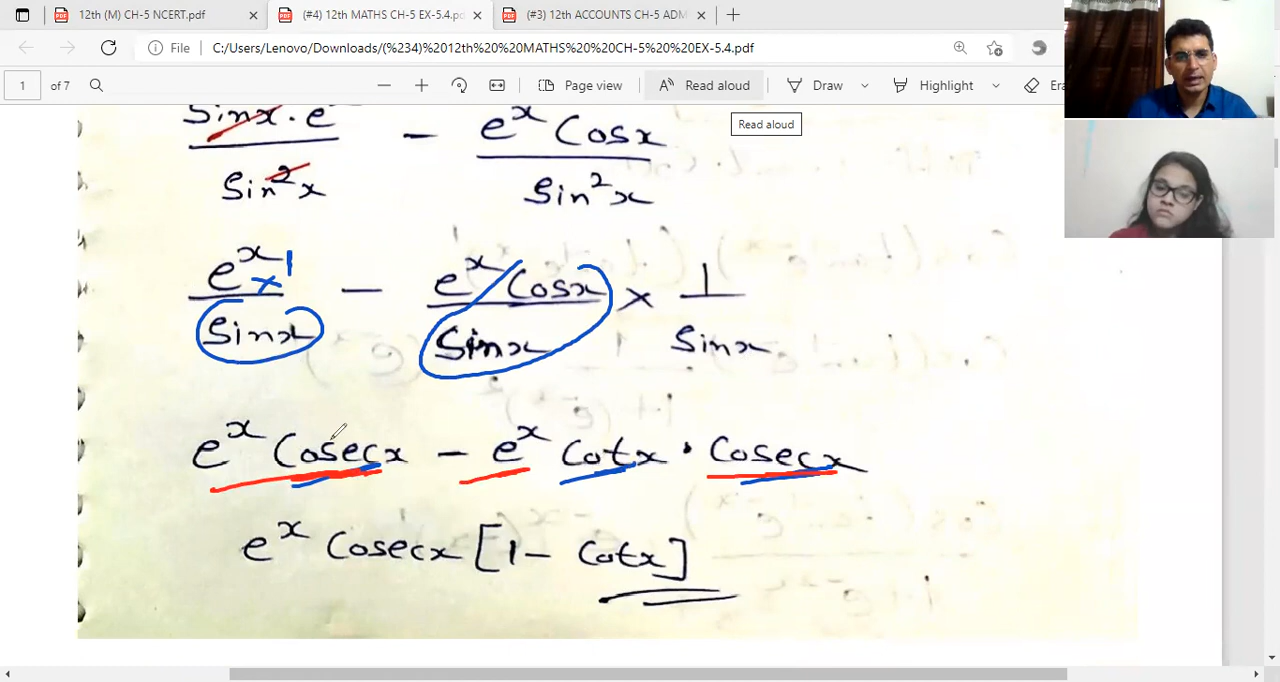 12th (M) CH-5 NCERT.pdf
(#4) 12th MATHS CH-5 EX-5.4.pd
(#3) 12th ACCOUNTS CH-5 ADM
File C:/Users/Lenovo/Downloads/(%234)%2012th%20%20MATHS%20%20CH-5%20%20EX-5.4.pdf
1 of 7
Page view
Read aloud
Draw
Highlight
Era
Read aloud
Sinx · e
— e^x Cosx
Sin²x Sin²x
e^x × 1 — e^x / Cosx × 1
Sinx Sinx Sinx
e^x Cosecx — e^x Cotx · Cosecx
e^x Cosecx [1 — Cotx]